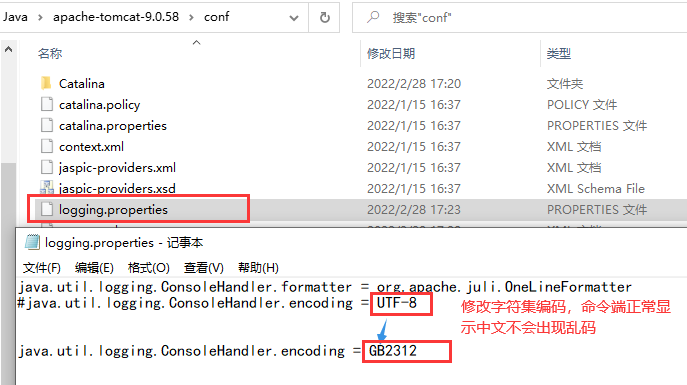 Java > apache-tomcat-9.0.58 > conf
搜索"conf"
名称 修改日期 类型
Catalina 2022/2/28 17:20 文件夹
catalina.policy 2022/1/15 16:37 POLICY 文件
catalina.properties 2022/1/15 16:37 PROPERTIES 文件
context.xml 2022/1/15 16:37 XML 文档
jaspic-providers.xml 2022/1/15 16:37 XML 文档
jaspic-providers.xsd 2022/1/15 16:37 XML Schema File
logging.properties 2022/2/28 17:23 PROPERTIES 文件
logging.properties - 记事本
文件(F) 编辑(E) 格式(O) 查看(V) 帮助(H)
java.util.logging.ConsoleHandler.formatter = org.apache.juli.OneLineFormatter
#java.util.logging.ConsoleHandler.encoding = UTF-8
修改字符集编码，命令端正常显
示中文不会出现乱码
java.util.logging.ConsoleHandler.encoding = GB2312